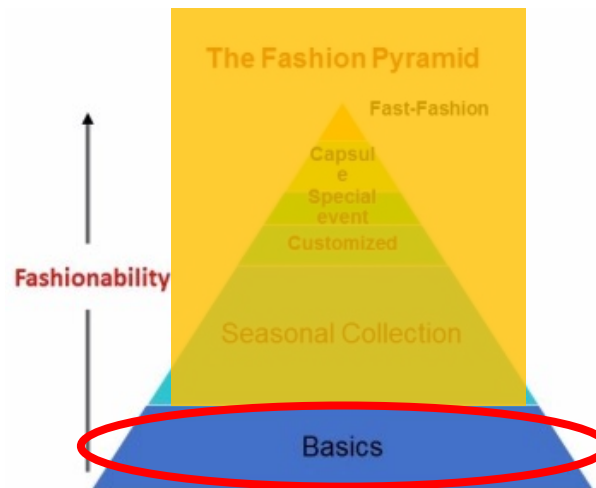 The Fashion Pyramid
Fast-Fashion
Capsul
e
Special
event
Customized
Fashionability
Seasonal Collection
Basics